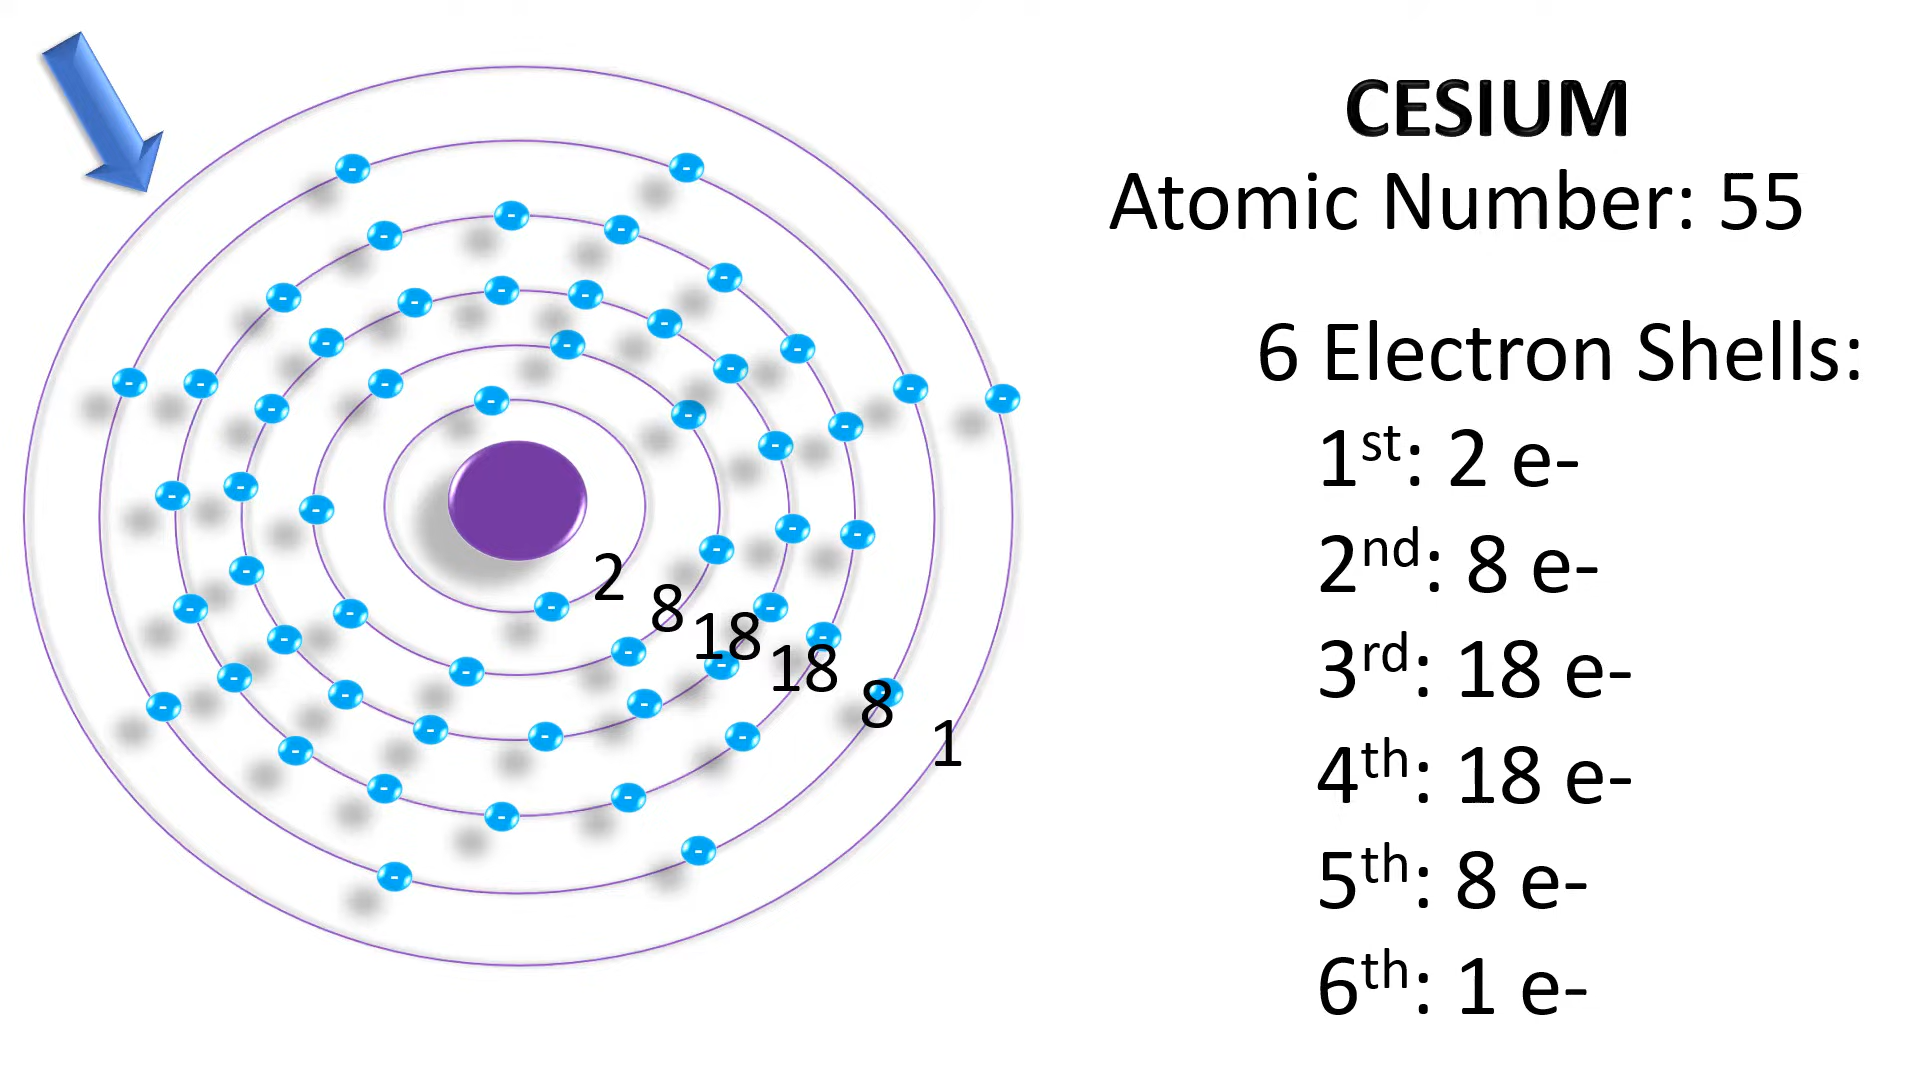 CESIUM
Atomic Number: 55
6 Electron Shells:
1st: 2 e-
2nd: 8 e-
3rd: 18 e-
4th: 18 e-
5th: 8 e-
6th: 1 e-
2
8
18
18
8
1